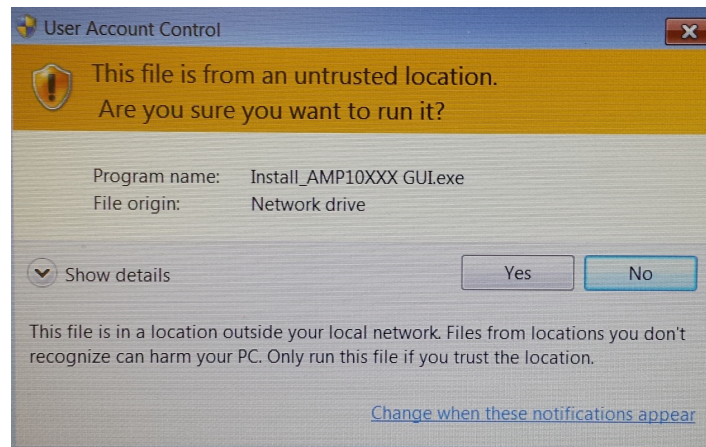 User Account Control
This file is from an untrusted location.
Are you sure you want to run it?
Program name: Install_AMP10XXX GUI.exe
File origin: Network drive
Show details
Yes No
This file is in a location outside your local network. Files from locations you don't
recognize can harm your PC. Only run this file if you trust the location.
Change when these notifications appear